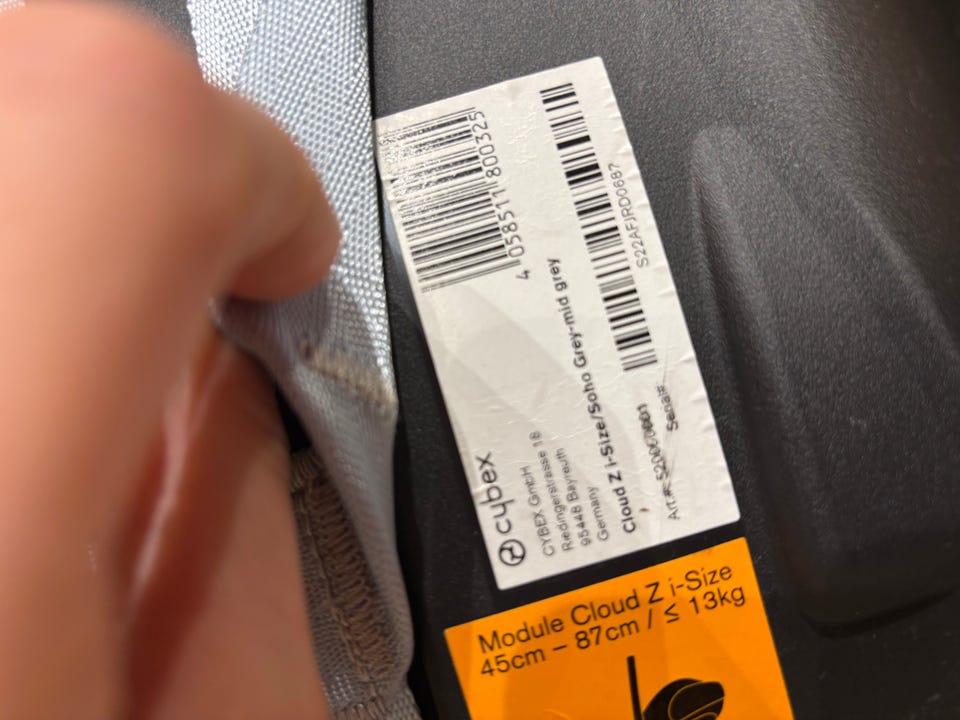 4 058511 800325
cybex
CYBEX GmbH
Riedingerstrasse 18
95448 Bayreuth
Germany
Cloud Z i-Size/Soho Grey-mid grey
Art#: Serial#:
S22AFJRD0687
Module Cloud Z i-Size
45cm – 87cm / ≤ 13kg